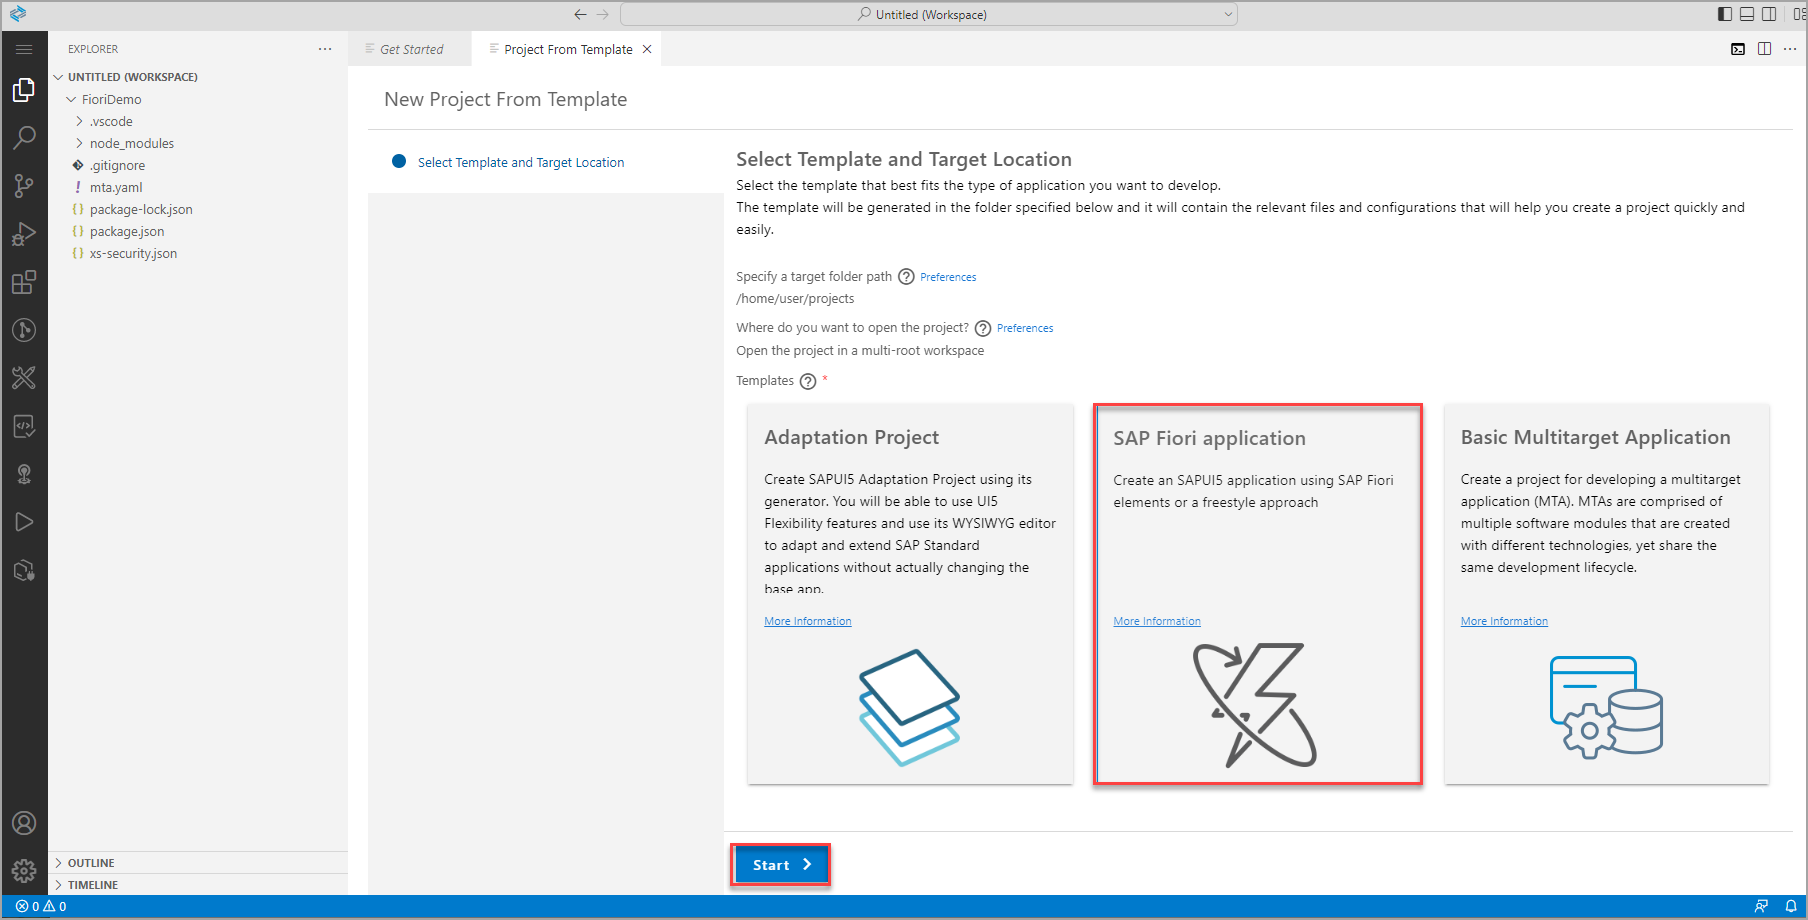 Untitled (Workspace)
EXPLORER
Get Started
Project From Template
UNTITLED (WORKSPACE)
FioriDemo
.vscode
node_modules
.gitignore
mta.yaml
package-lock.json
package.json
xs-security.json
OUTLINE
TIMELINE
New Project From Template
Select Template and Target Location
Select Template and Target Location
Select the template that best fits the type of application you want to develop.
The template will be generated in the folder specified below and it will contain the relevant files and configurations that will help you create a project quickly and
easily.
Specify a target folder path ? Preferences
/home/user/projects
Where do you want to open the project? ? Preferences
Open the project in a multi-root workspace
Templates ? *
Adaptation Project
Create SAPUI5 Adaptation Project using its
generator. You will be able to use UI5
Flexibility features and use its WYSIWYG editor
to adapt and extend SAP Standard
applications without actually changing the
base app.
More Information
SAP Fiori application
Create an SAPUI5 application using SAP Fiori
elements or a freestyle approach
More Information
Basic Multitarget Application
Create a project for developing a multitarget
application (MTA). MTAs are comprised of
multiple software modules that are created
with different technologies, yet share the
same development lifecycle.
More Information
Start
0 0